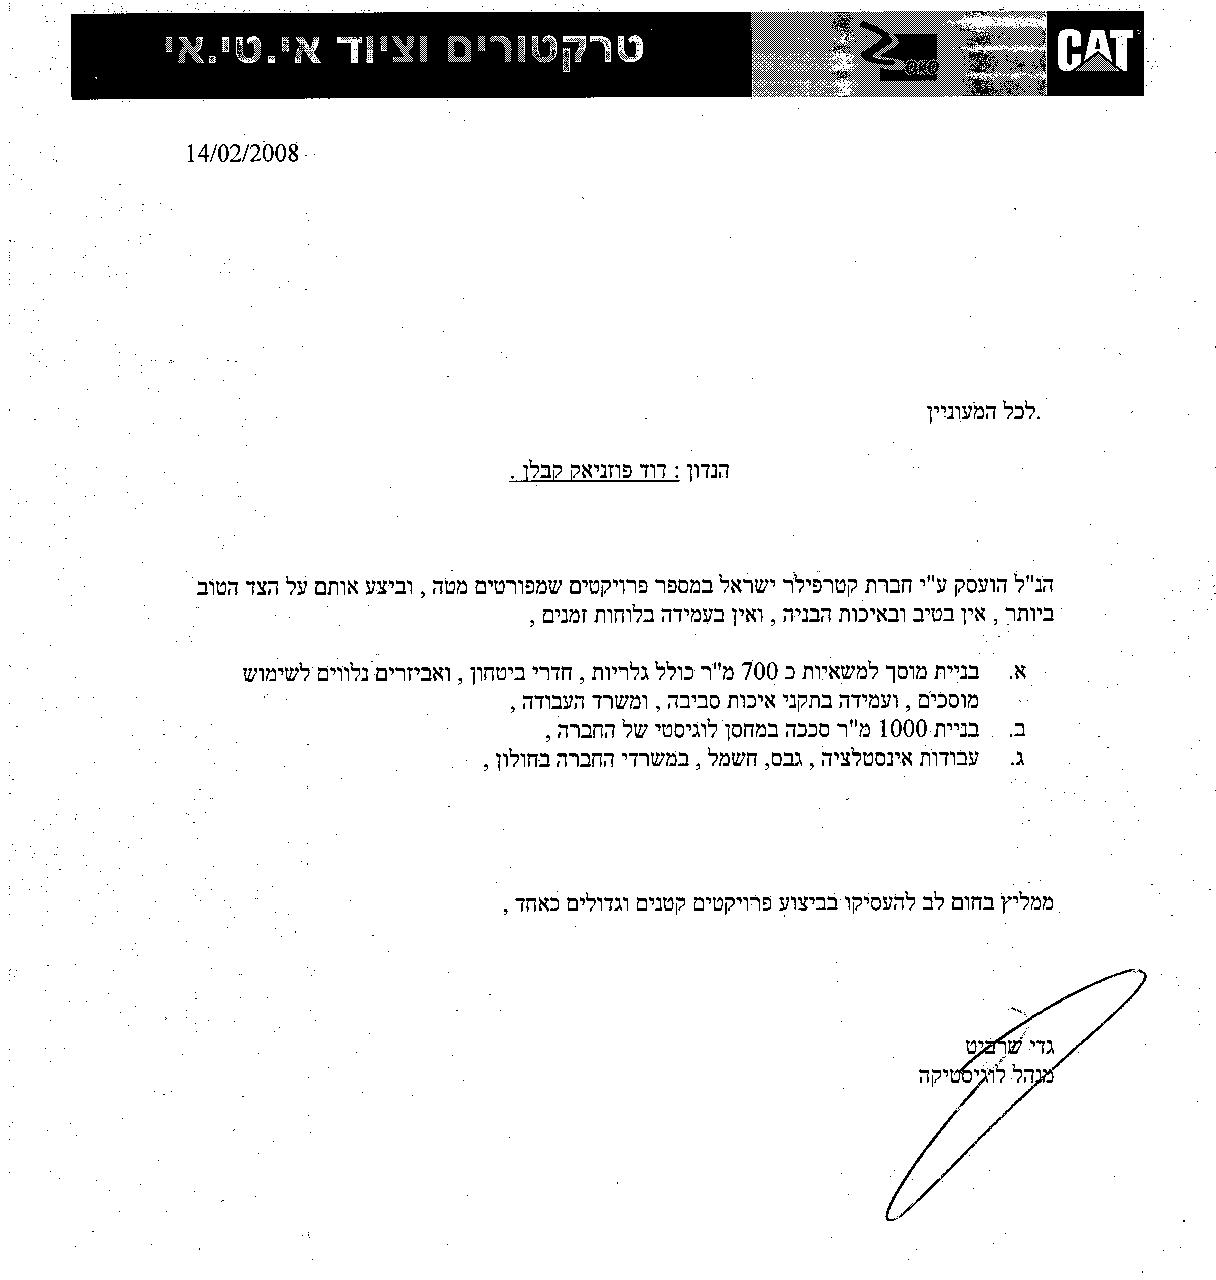 טרקטורים וציוד אי.טי.אי
ZOKO
CAT
14/02/2008
לכל המעוניין.
הנדון : דוד פוזניאק קבלן .
הנ"ל הועסק ע"י חברת קטרפילר ישראל במספר פרויקטים שמפורטים מטה , וביצע אותם על הצד הטוב
ביותר , אין בטיב ובאיכות הבניה , ואין בעמידה בלוחות זמנים ,
א. בניית מוסך למשאיות כ 700 מ"ר כולל גלריות , חדרי ביטחון , ואביזרים נלווים לשימוש
מוסכים , ועמידה בתקני איכות סביבה , ומשרד העבודה ,
ב. בניית 1000 מ"ר סככה במחסן לוגיסטי של החברה ,
ג. עבודות אינסטלציה , גבס, חשמל , במשרדי החברה בחולון ,
ממליץ בחום לב להעסיקו בביצוע פרויקטים קטנים וגדולים כאחד ,
גדי שרביט
מנהל לוגיסטיקה